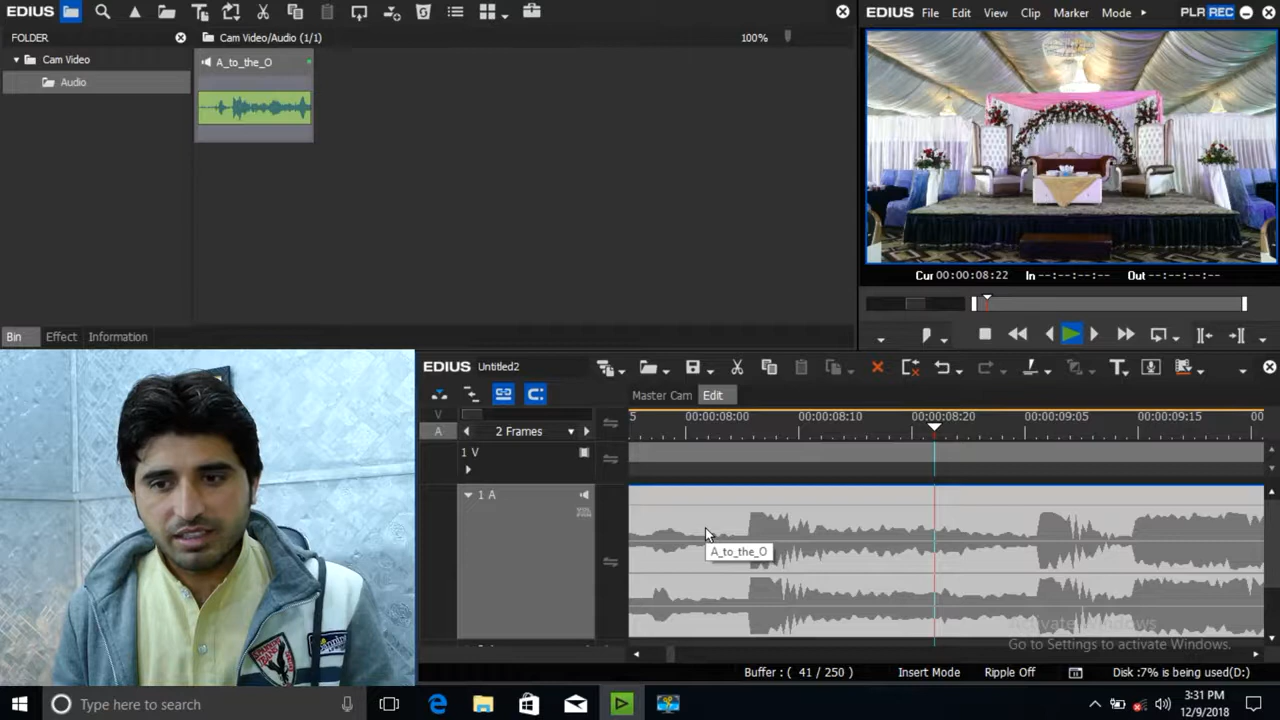 EDIUS
FOLDER
Cam Video/Audio (1/1)
100%
Cam Video
Audio
A_to_the_O
Bin
Effect
Information
EDIUS File Edit View Clip Marker Mode
PLR REC
Cur 00:00:08:22 In --:--:--:-- Out --:--:--:--
EDIUS Untitled2
Master Cam
Edit
V
A
2 Frames
5 00:00:08:00 00:00:08:10 00:00:08:20 00:00:09:05 00:00:09:15 00
1 V
1 A
A_to_the_O
Activate Windows
Go to Settings to activate Windows.
Buffer : ( 41 / 250 ) Insert Mode Ripple Off Disk :7% is being used(D:)
Type here to search
3:31 PM
12/9/2018